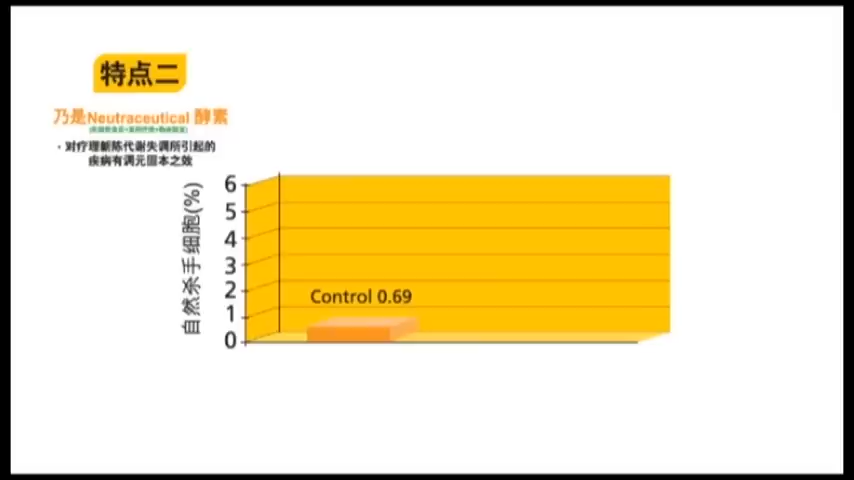 特点二
乃是Neutraceutical 酵素
· 对疗理新陈代谢失调所引起的
疾病有调元固本之效
自然杀手细胞(%)
6
5
4
3
2
1
0
Control 0.69